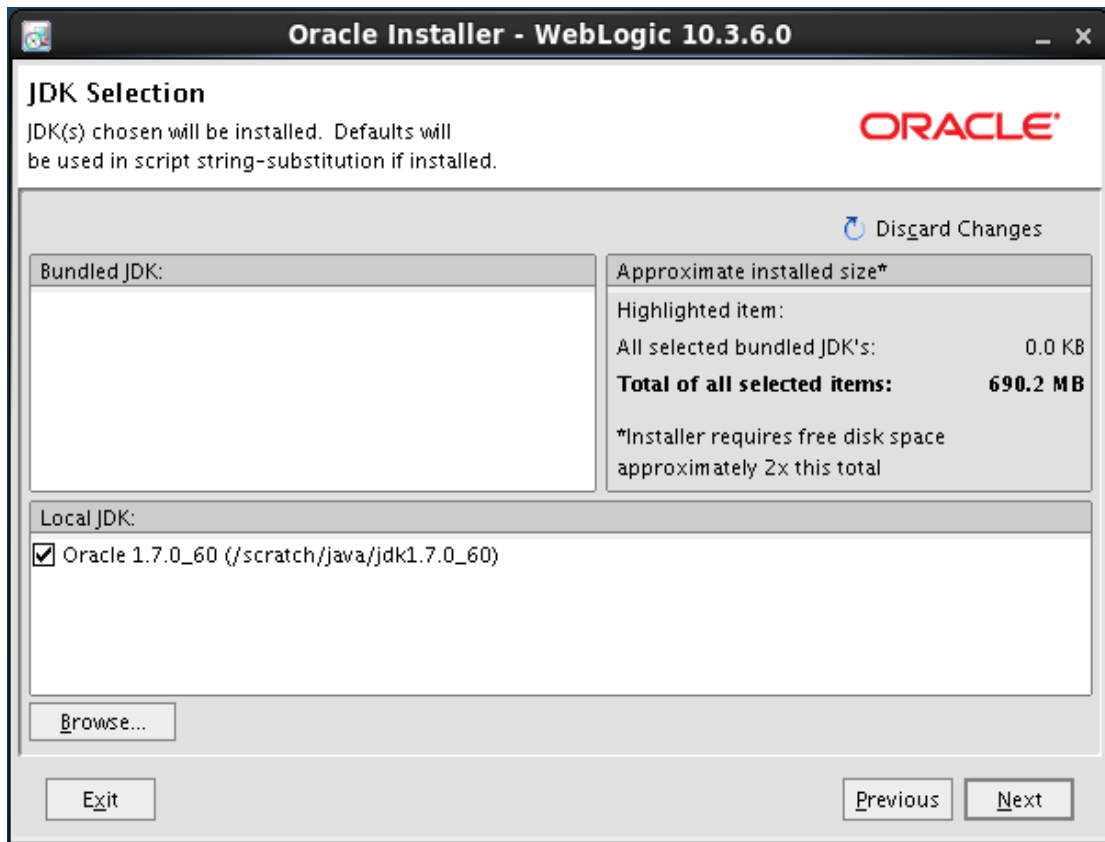 Oracle Installer - WebLogic 10.3.6.0
JDK Selection
JDK(s) chosen will be installed. Defaults will
be used in script string-substitution if installed.
ORACLE
Discard Changes
Bundled JDK:
Approximate installed size*
Highlighted item:
All selected bundled JDK's: 0.0 KB
Total of all selected items: 690.2 MB
*Installer requires free disk space
approximately 2x this total
Local JDK:
Oracle 1.7.0_60 (/scratch/java/jdk1.7.0_60)
Browse...
Exit
Previous
Next